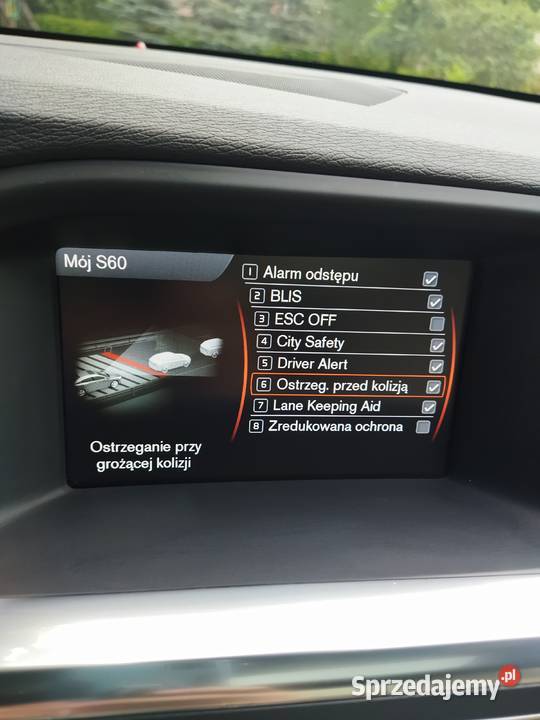 Mój S60
1 Alarm odstępu
2 BLIS
3 ESC OFF
4 City Safety
5 Driver Alert
6 Ostrzeg. przed kolizją
7 Lane Keeping Aid
8 Zredukowana ochrona
Ostrzeganie przy
grożącej kolizji
Sprzedajemy.pl